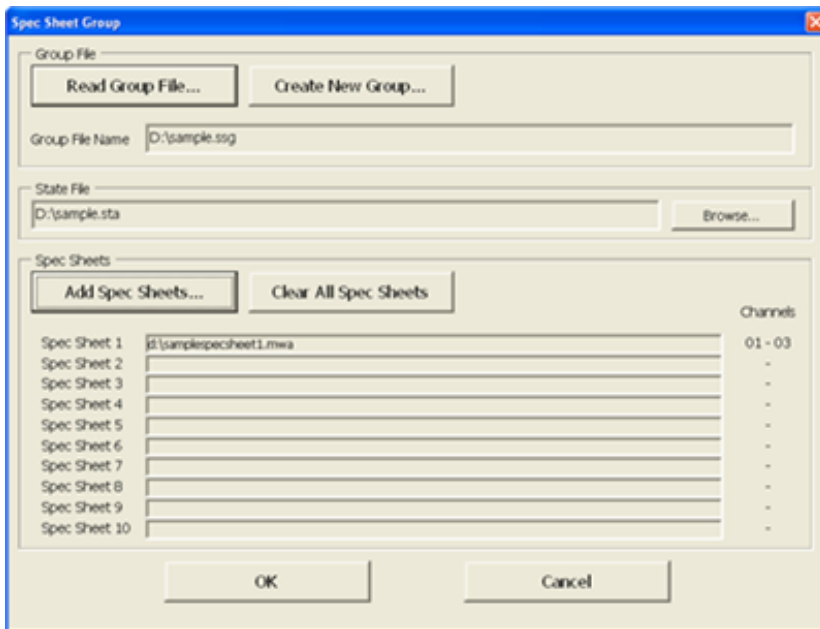 Spec Sheet Group
Group File
Read Group File... Create New Group...
Group File Name D:\sample.ssg
State File
D:\sample.sta Browse...
Spec Sheets
Add Spec Sheets... Clear All Spec Sheets
Channels
Spec Sheet 1 d:\samplespecsheet1.mwa 01 - 03
Spec Sheet 2 -
Spec Sheet 3 -
Spec Sheet 4 -
Spec Sheet 5 -
Spec Sheet 6 -
Spec Sheet 7 -
Spec Sheet 8 -
Spec Sheet 9 -
Spec Sheet 10 -
OK Cancel